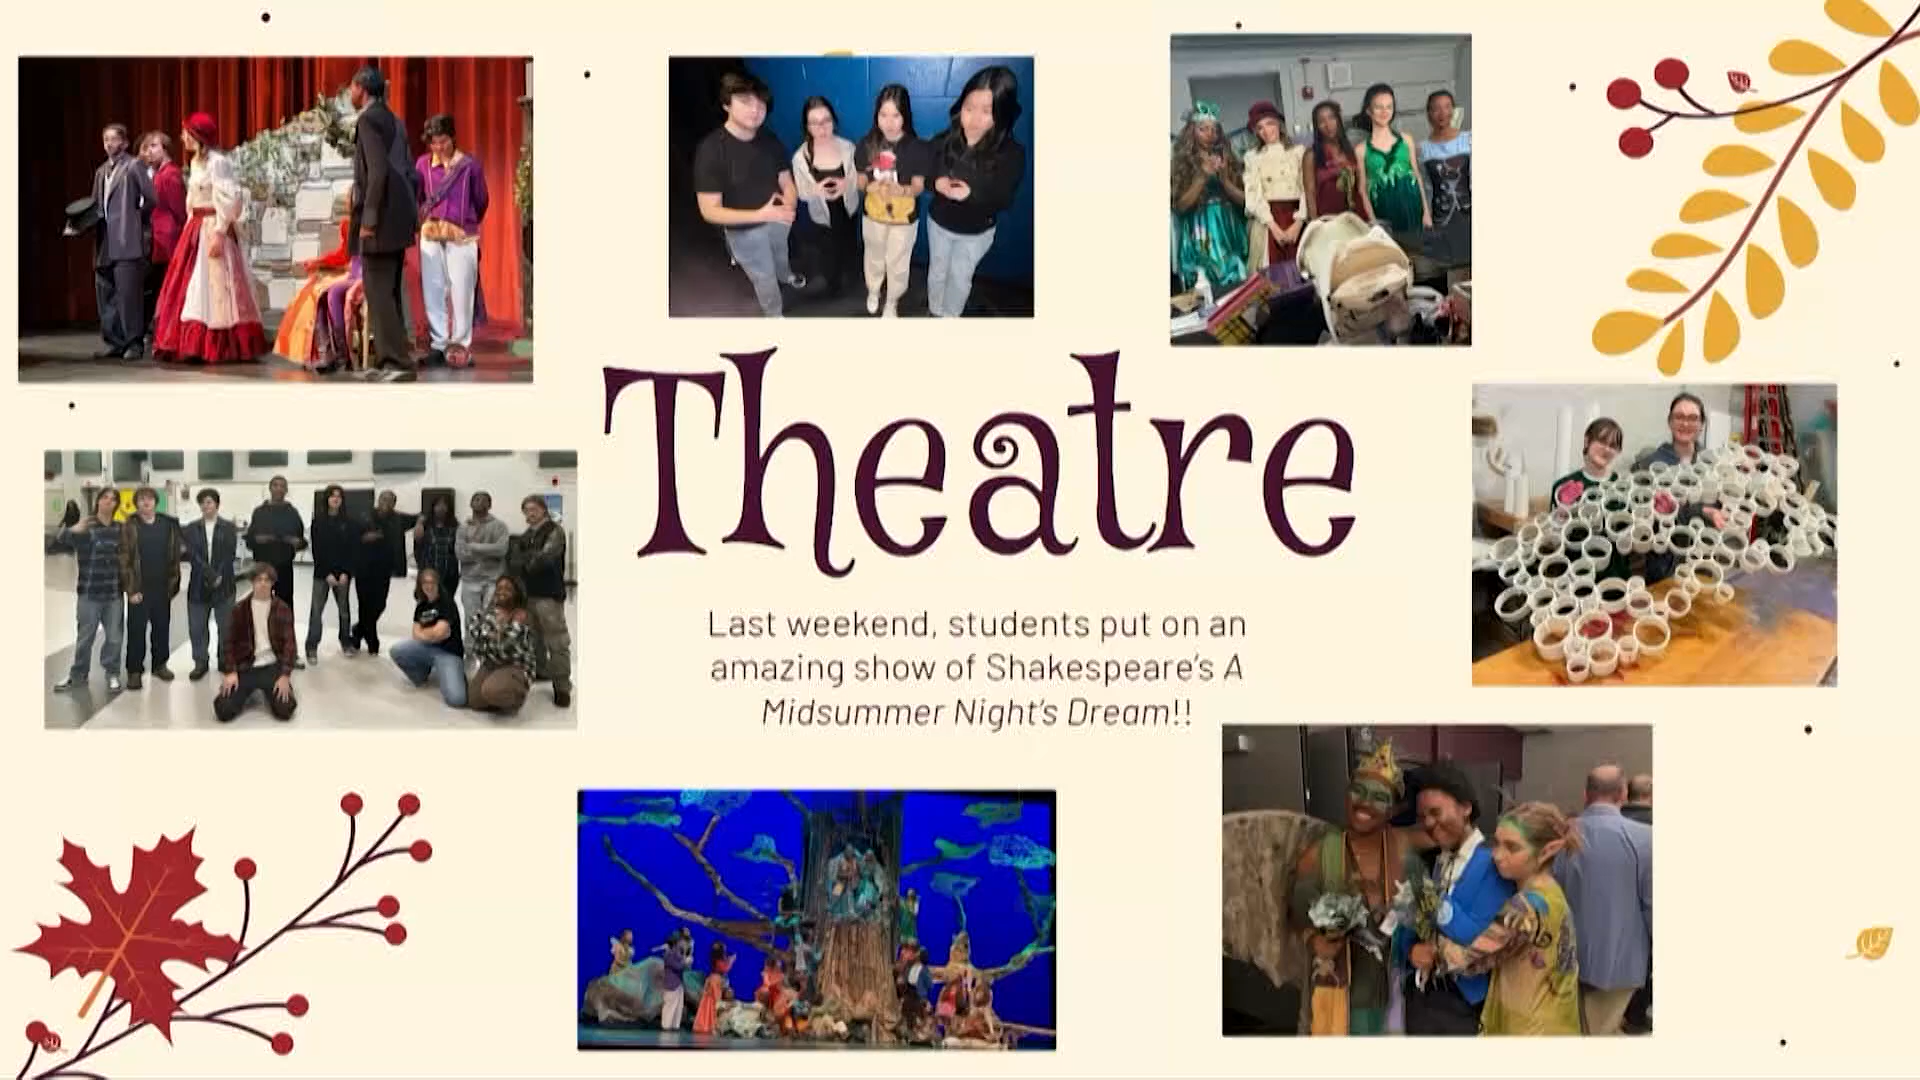 Theatre
Last weekend, students put on an
amazing show of Shakespeare's A
Midsummer Night's Dream!!